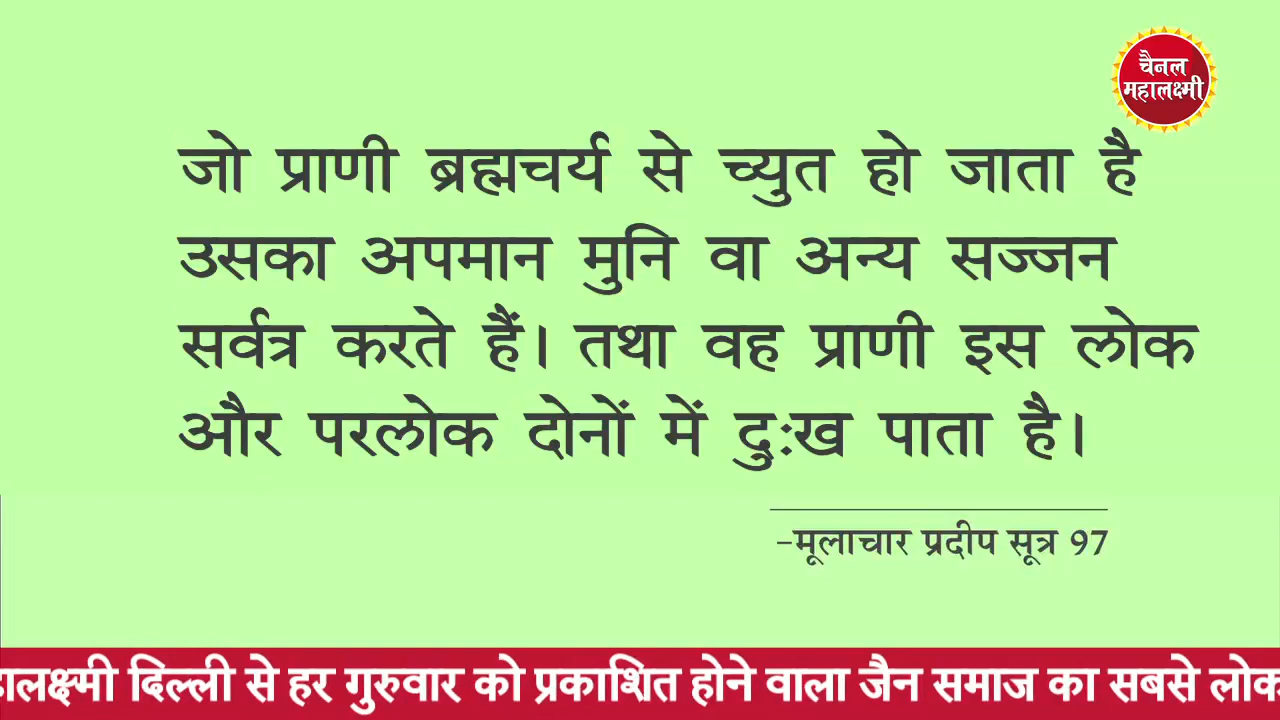 चैनल
महालक्ष्मी
जो प्राणी ब्रह्मचर्य से च्युत हो जाता है
उसका अपमान मुनि वा अन्य सज्जन
सर्वत्र करते हैं। तथा वह प्राणी इस लोक
और परलोक दोनों में दुःख पाता है।
-मूलाचार प्रदीप सूत्र 97
दिल्ली से हर गुरुवार को प्रकाशित होने वाला जैन समाज का सबसे